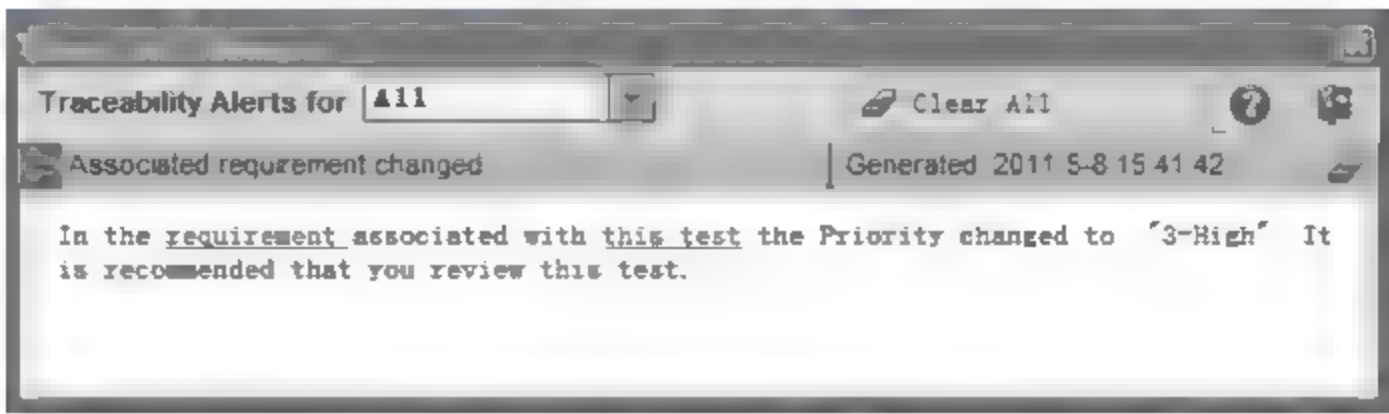 Traceability Alerts for All Clear All
Associated requirement changed Generated 2011 5-8 15 41 42
In the requirement associated with this test the Priority changed to "3-High" It
is recommended that you review this test.